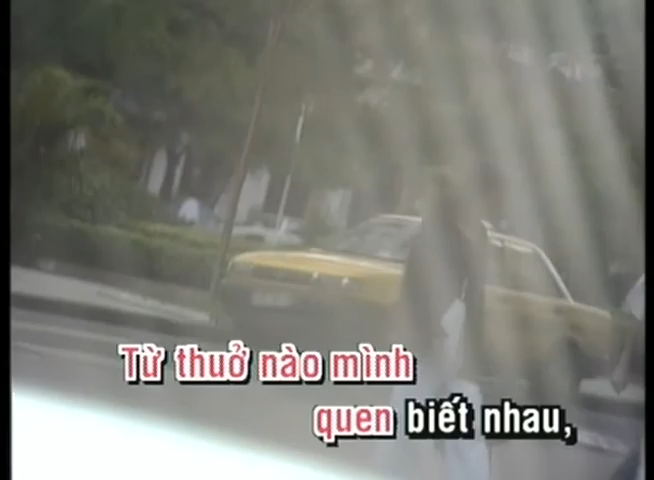 Từ thuở nào mình
quen biết nhau,